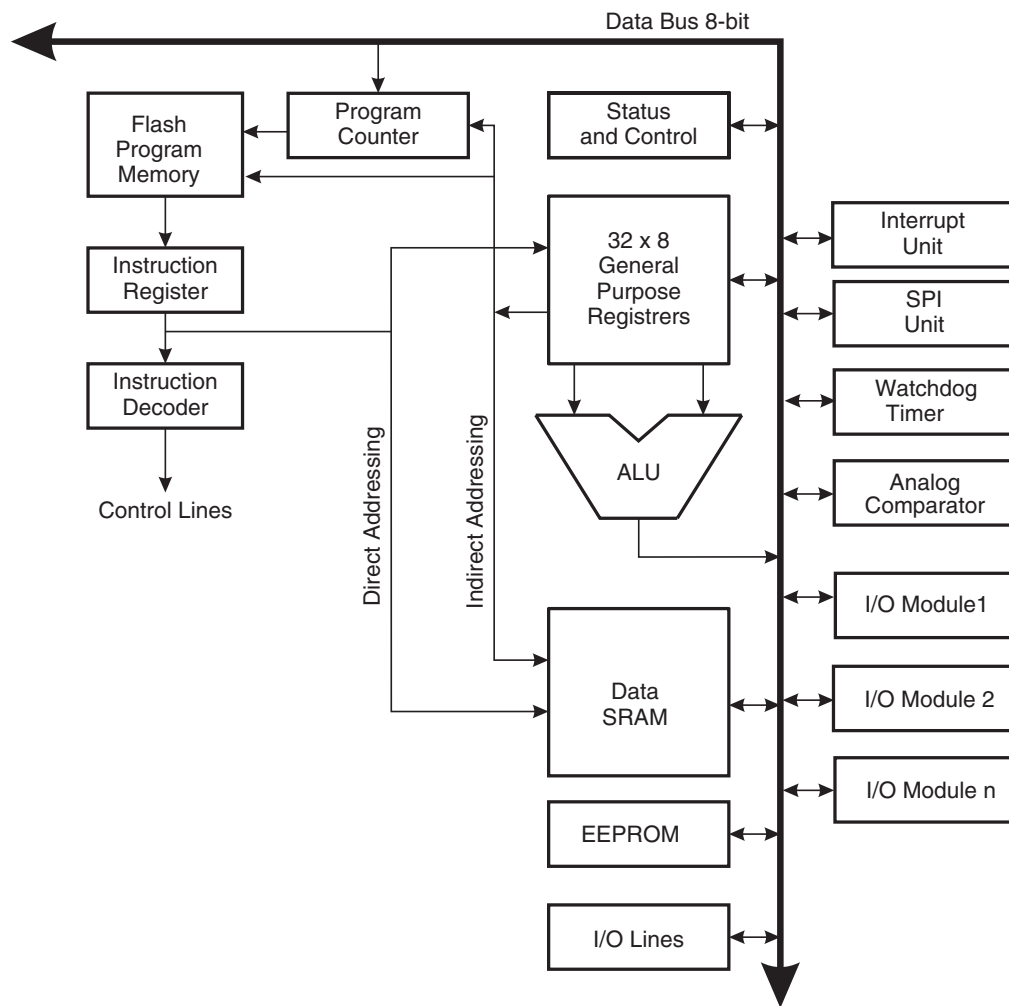 Data Bus 8-bit
Flash
Program
Memory
Program
Counter
Status
and Control
32 x 8
General
Purpose
Registrers
Interrupt
Unit
Instruction
Register
SPI
Unit
Instruction
Decoder
Watchdog
Timer
Control Lines
Direct Addressing
Indirect Addressing
ALU
Analog
Comparator
I/O Module1
Data
SRAM
I/O Module 2
I/O Module n
EEPROM
I/O Lines